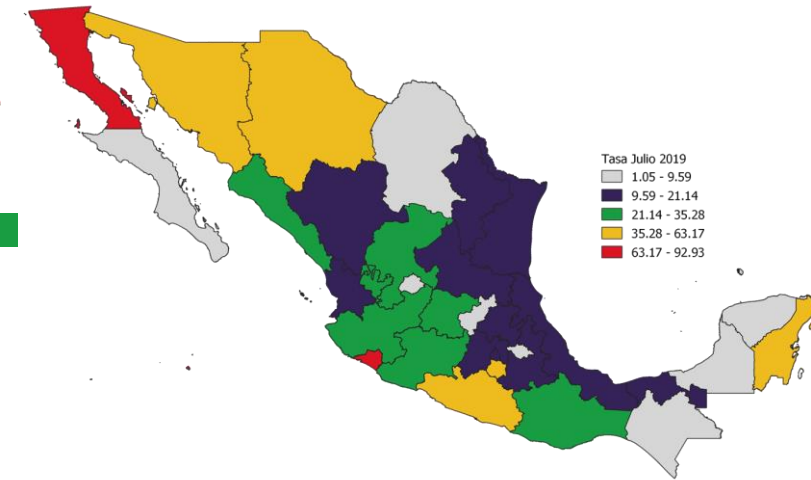 Tasa Julio 2019
1.05 - 9.59
9.59 - 21.14
21.14 - 35.28
35.28 - 63.17
63.17 - 92.93